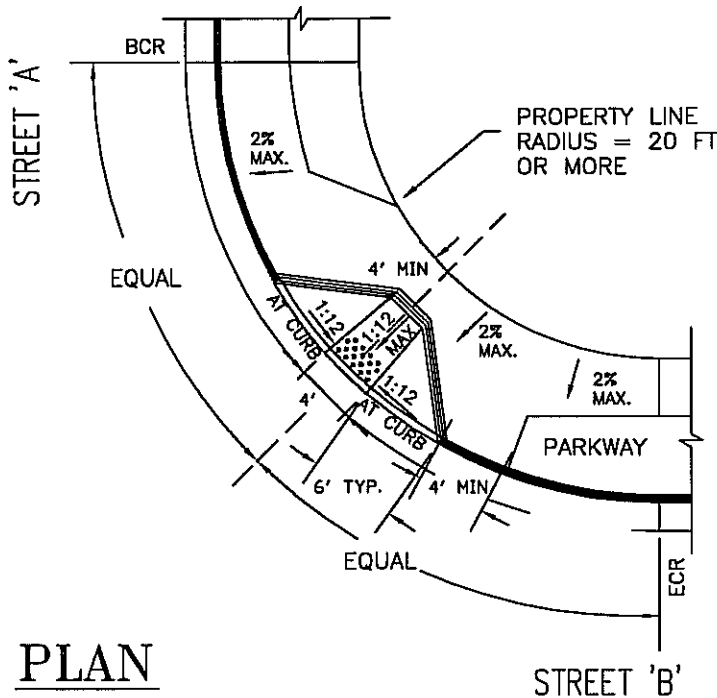 BCR
STREET 'A'
PROPERTY LINE
RADIUS = 20 FT
OR MORE
2%
MAX.
4' MIN
EQUAL
1:12
AT CURB
1:12
MAX
2%
MAX.
1:12
AT CURB
2%
MAX.
4'
PARKWAY
6' TYP.
4' MIN
EQUAL
ECR
PLAN
STREET 'B'